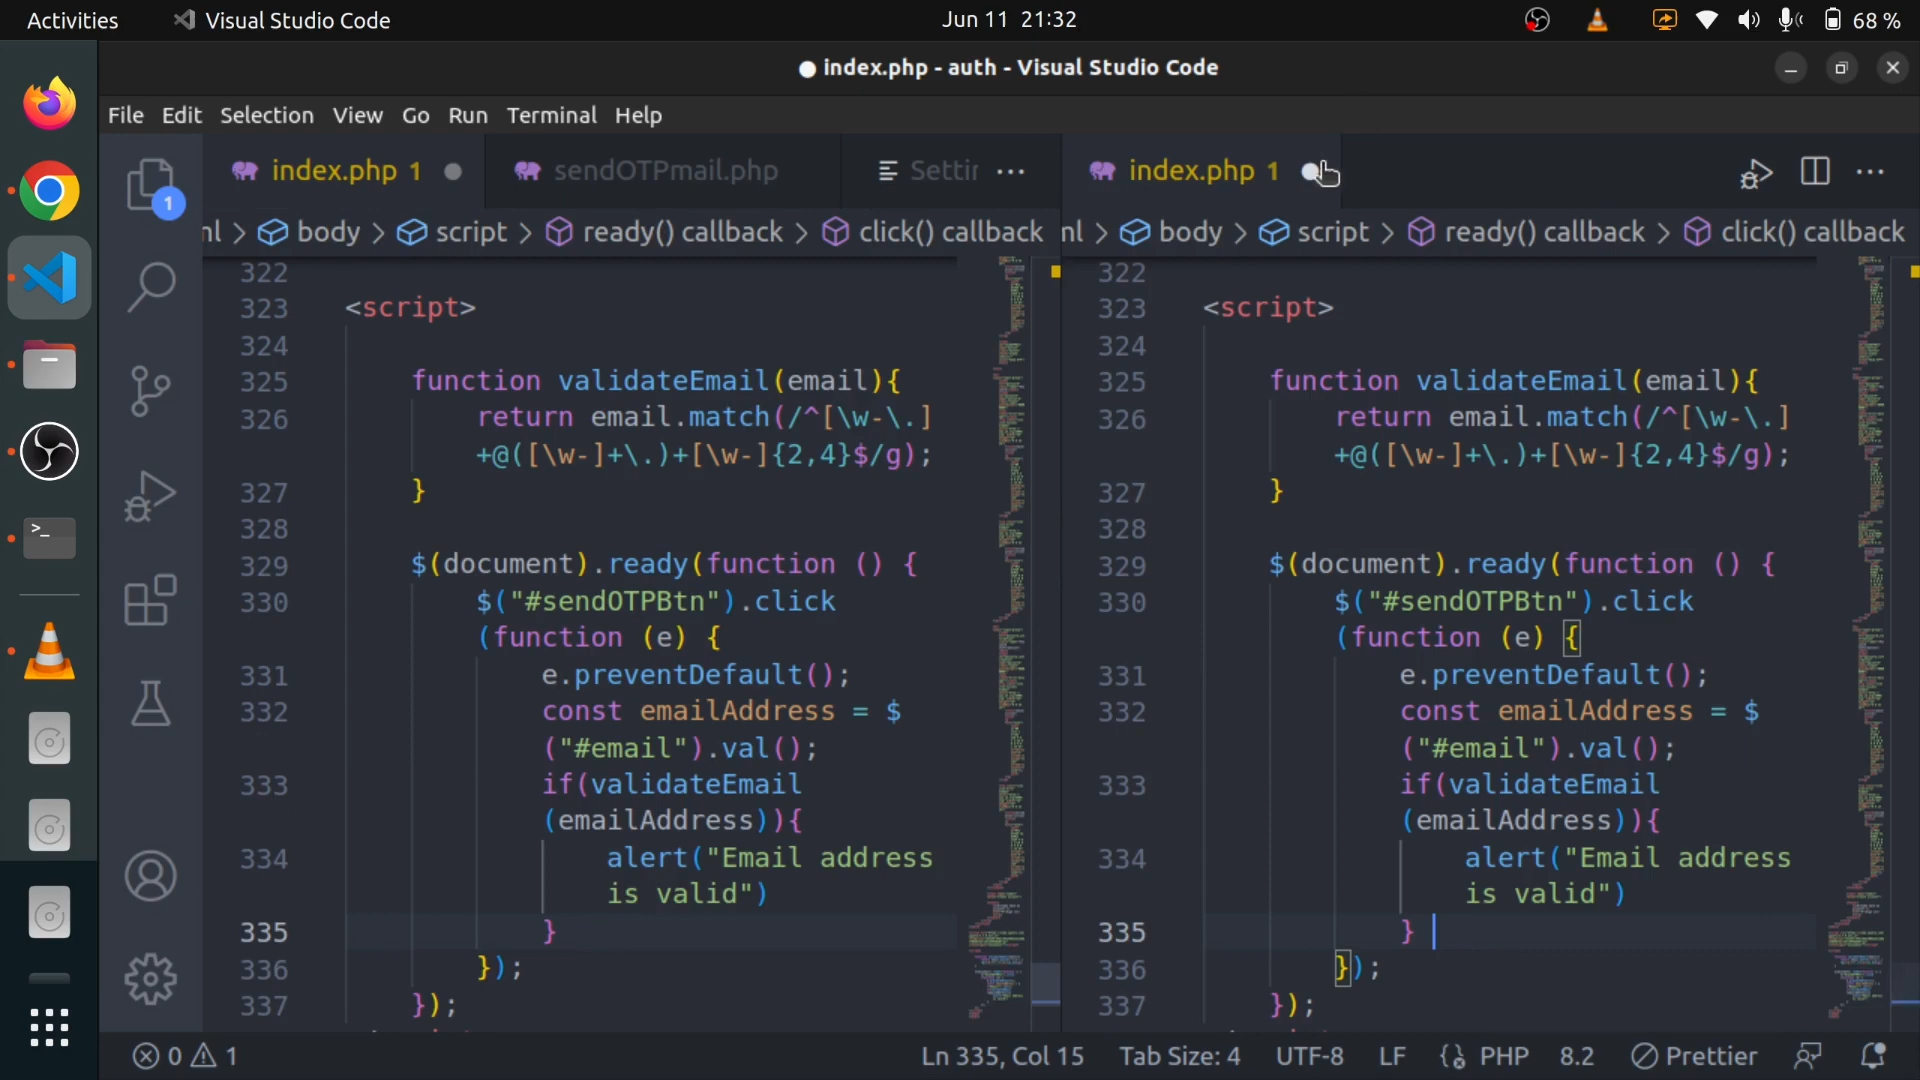 Activities
Visual Studio Code
Jun 11 21:32
68 %
● index.php - auth - Visual Studio Code
File Edit Selection View Go Run Terminal Help
1
index.php 1
sendOTPmail.php
Settin
...
index.php 1
...
nl > body > script > ready() callback > click() callback
322
323 <script>
324
325 function validateEmail(email){
326 return email.match(/^[\w-\.]
+@([\w-]+\.)+[\w-]{2,4}$/g);
327 }
328
329 $(document).ready(function () {
330 $("#sendOTPBtn").click
(function (e) {
331 e.preventDefault();
332 const emailAddress = $
("#email").val();
333 if(validateEmail
(emailAddress)){
334 alert("Email address
is valid")
335 }
336 });
337 });
nl > body > script > ready() callback > click() callback
322
323 <script>
324
325 function validateEmail(email){
326 return email.match(/^[\w-\.]
+@([\w-]+\.)+[\w-]{2,4}$/g);
327 }
328
329 $(document).ready(function () {
330 $("#sendOTPBtn").click
(function (e) {
331 e.preventDefault();
332 const emailAddress = $
("#email").val();
333 if(validateEmail
(emailAddress)){
334 alert("Email address
is valid")
335 }
336 });
337 });
0 1
Ln 335, Col 15 Tab Size: 4 UTF-8 LF PHP 8.2 Prettier